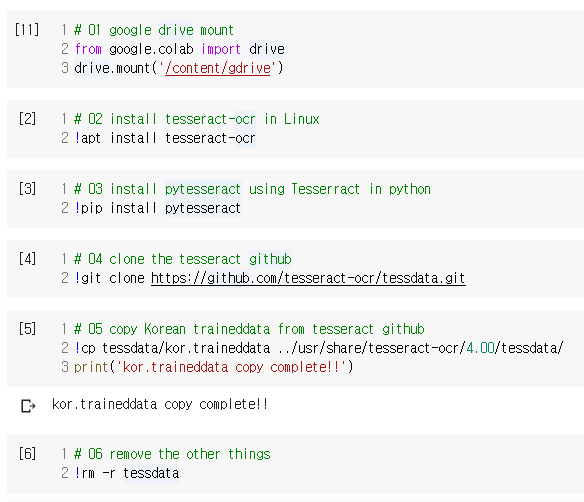 [11] 1 # 01 google drive mount
2 from google.colab import drive
3 drive.mount('/content/gdrive')
[2] 1 # 02 install tesseract-ocr in Linux
2 !apt install tesseract-ocr
[3] 1 # 03 install pytesseract using Tesserract in python
2 !pip install pytesseract
[4] 1 # 04 clone the tesseract github
2 !git clone https://github.com/tesseract-ocr/tessdata.git
[5] 1 # 05 copy Korean traineddata from tesseract github
2 !cp tessdata/kor.traineddata ../usr/share/tesseract-ocr/4.00/tessdata/
3 print('kor.traineddata copy complete!!')
kor.traineddata copy complete!!
[6] 1 # 06 remove the other things
2 !rm -r tessdata